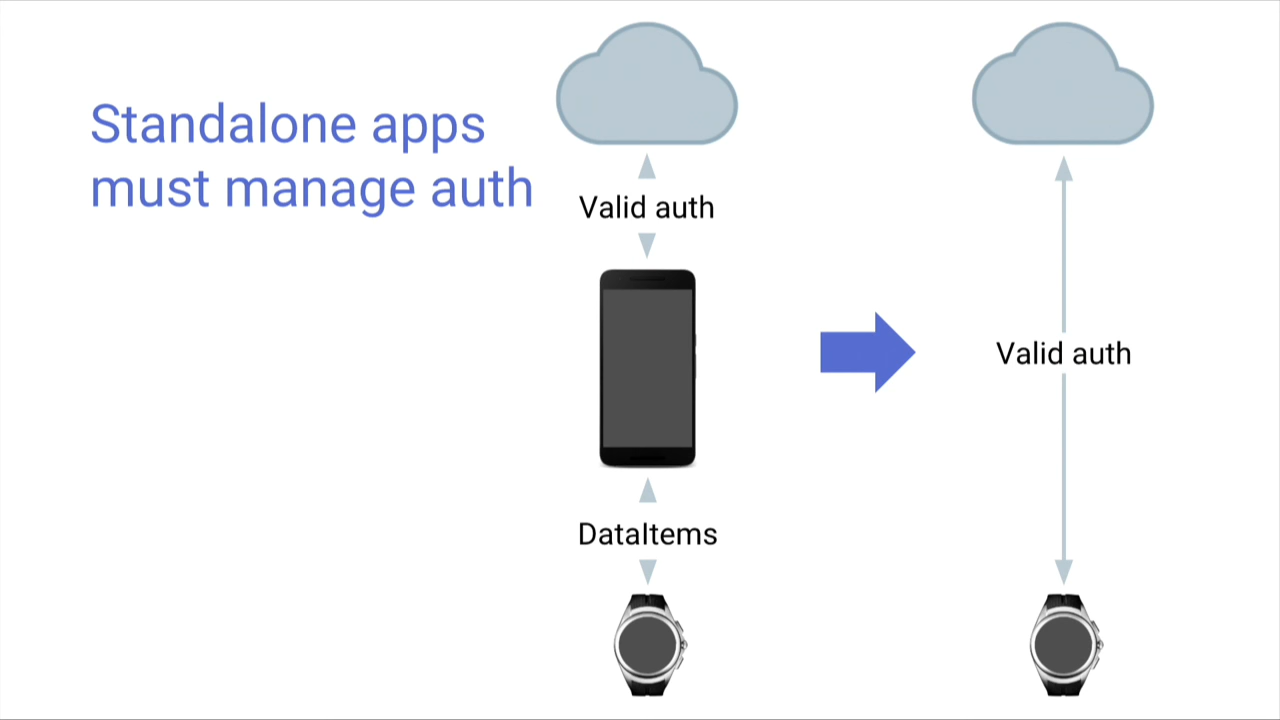 Standalone apps
must manage auth
Valid auth
DataItems
Valid auth